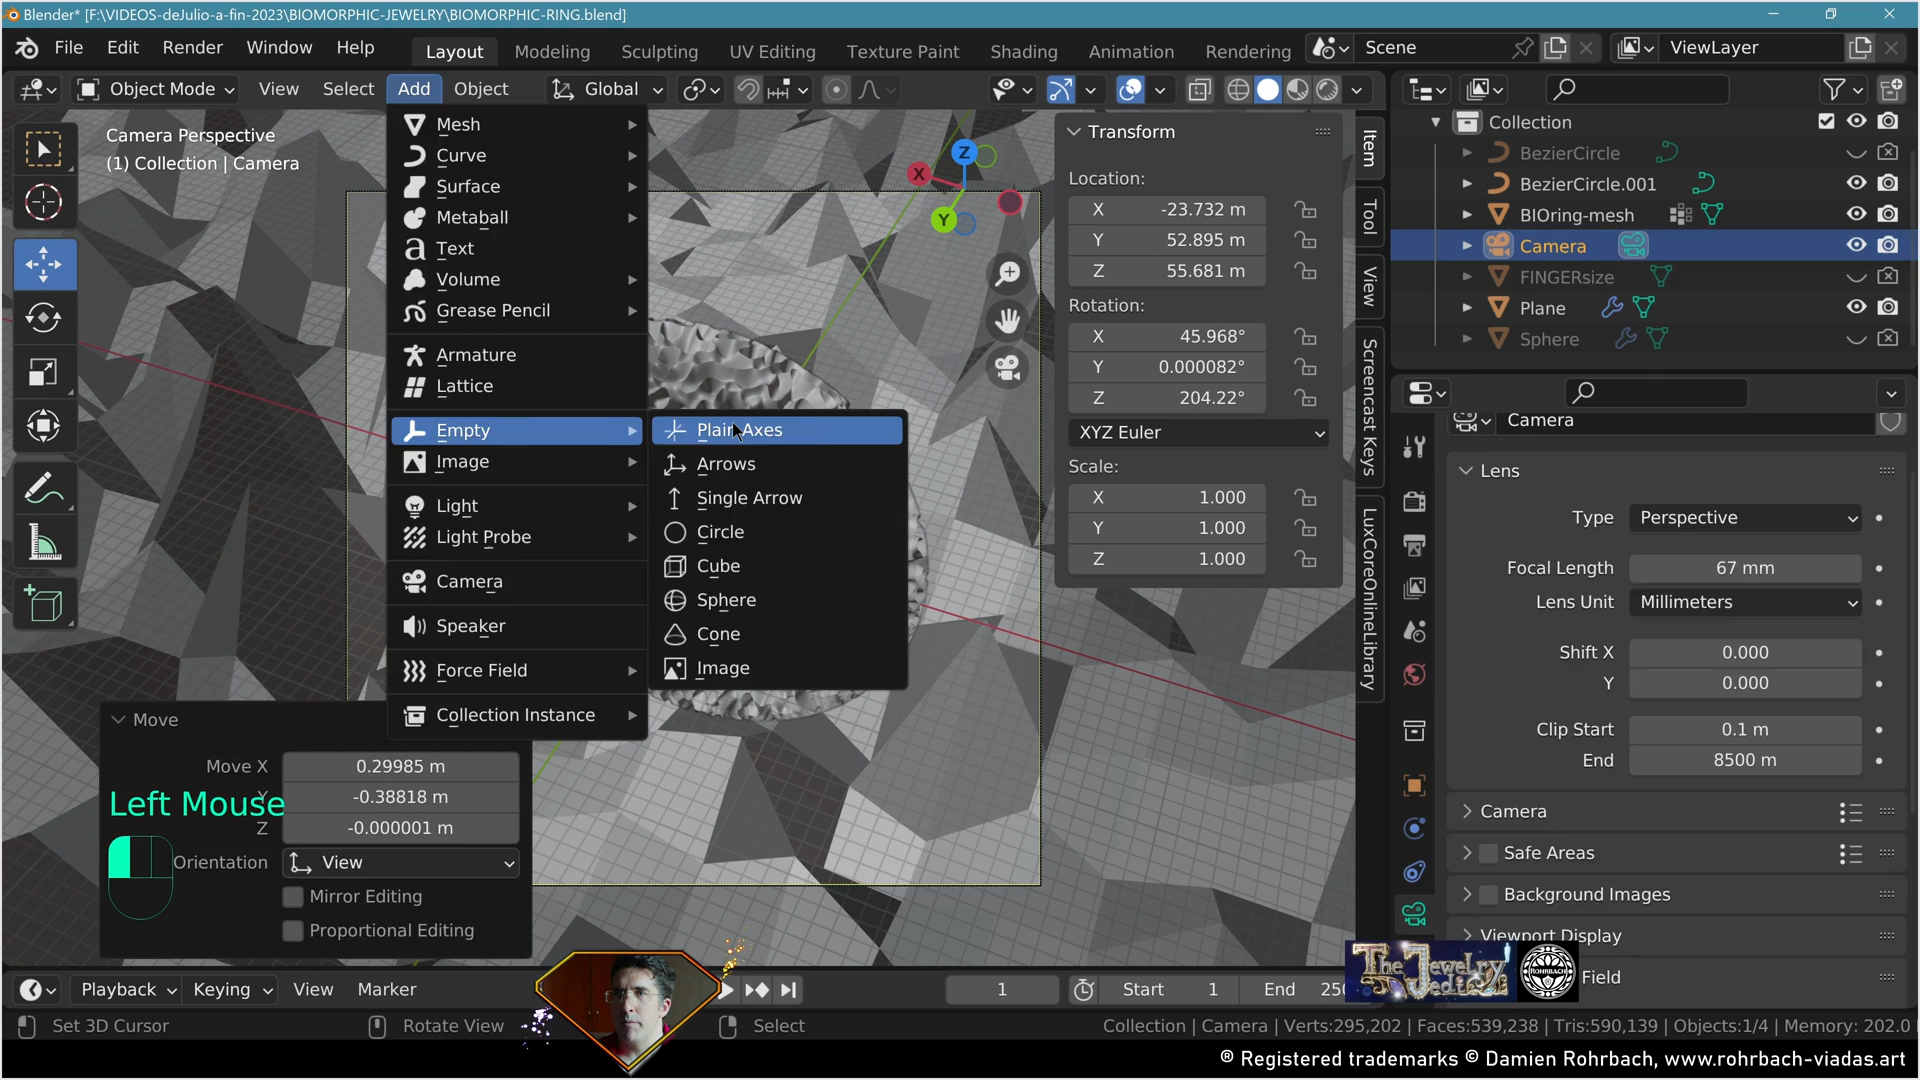 Blender* [F:\VIDEOS-deJulio-a-fin-2023\BIOMORPHIC-JEWELRY\BIOMORPHIC-RING.blend]
File Edit Render Window Help Layout Modeling Sculpting UV Editing Texture Paint Shading Animation Rendering Scene ViewLayer
Object Mode View Select Add Object Global
Camera Perspective
(1) Collection | Camera
Mesh
Curve
Surface
Metaball
Text
Volume
Grease Pencil
Armature
Lattice
Empty
Image
Light
Light Probe
Camera
Speaker
Force Field
Collection Instance
Plain Axes
Arrows
Single Arrow
Circle
Cube
Sphere
Cone
Image
Z
X
Y
Transform
Location:
X -23.732 m
Y 52.895 m
Z 55.681 m
Rotation:
X 45.968°
Y 0.000082°
Z 204.22°
XYZ Euler
Scale:
X 1.000
Y 1.000
Z 1.000
Item
Tool
View
Screencast Keys
LuxCoreOnlineLibrary
Collection
BezierCircle
BezierCircle.001
BIOring-mesh
Camera
FINGERsize
Plane
Sphere
Camera
Lens
Type Perspective
Focal Length 67 mm
Lens Unit Millimeters
Shift X 0.000
Y 0.000
Clip Start 0.1 m
End 8500 m
Camera
Safe Areas
Background Images
Viewport Display
Field
Move
Move X 0.29985 m
Y -0.38818 m
Z -0.000001 m
Left Mouse
Orientation View
Mirror Editing
Proportional Editing
The Jewelry Jedi
ROHRBACH
Playback Keying View Marker 1 Start 1 End
Set 3D Cursor Rotate View Select Collection | Camera | Verts:295,202 | Faces:539,238 | Tris:590,139 | Objects:1/4 | Memory: 202.0
® Registered trademarks © Damien Rohrbach, www.rohrbach-viadas.art